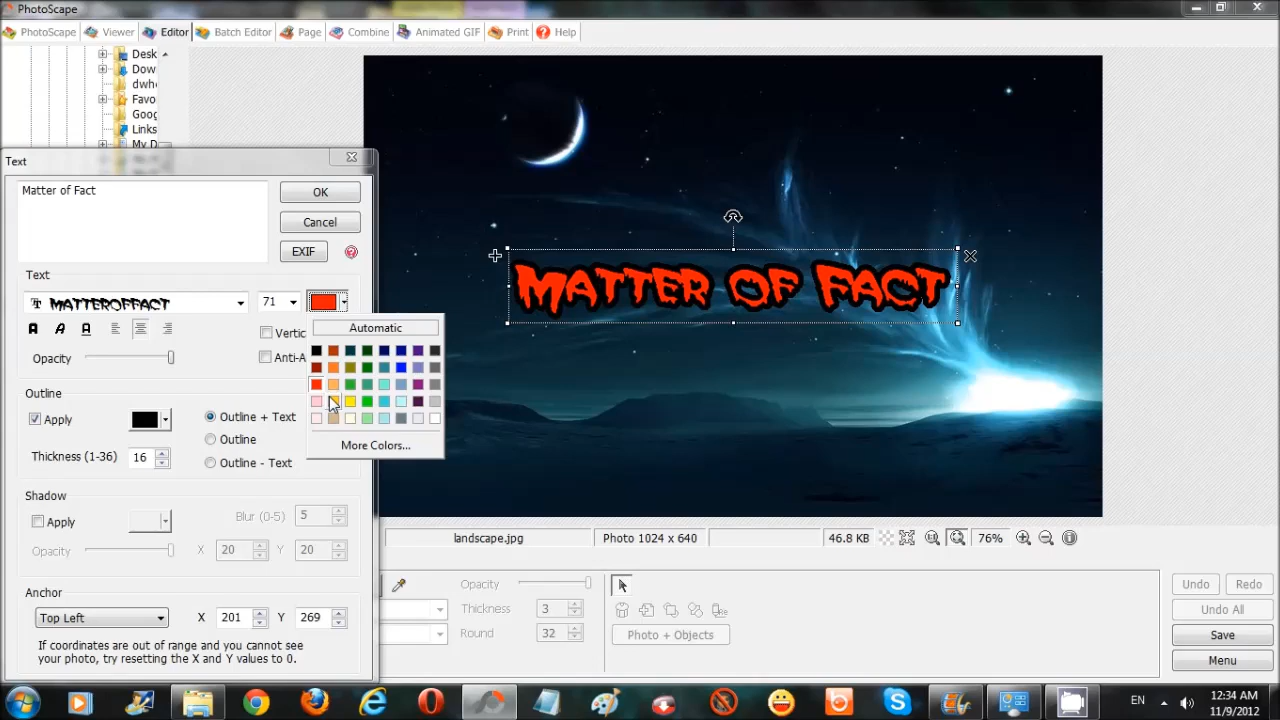 PhotoScape
PhotoScape Viewer Editor Batch Editor Page Combine Animated GIF Print Help
Desk
Dow
dwhe
Favo
Goog
Links
My D
Text
Matter of Fact
OK
Cancel
EXIF
Text
MATTEROFFACT 71
Vertic
Opacity Anti-A
Automatic
More Colors...
Outline
Apply Outline + Text
Outline
Thickness (1-36) 16 Outline - Text
Shadow
Apply Blur (0-5) 5
Opacity X 20 Y 20
Anchor
Top Left X 201 Y 269
If coordinates are out of range and you cannot see
your photo, try resetting the X and Y values to 0.
MATTER OF FACT
landscape.jpg Photo 1024 x 640 46.8 KB 76%
Opacity
Thickness 3
Round 32
Photo + Objects
Undo Redo
Undo All
Save
Menu
EN 12:34 AM
11/9/2012